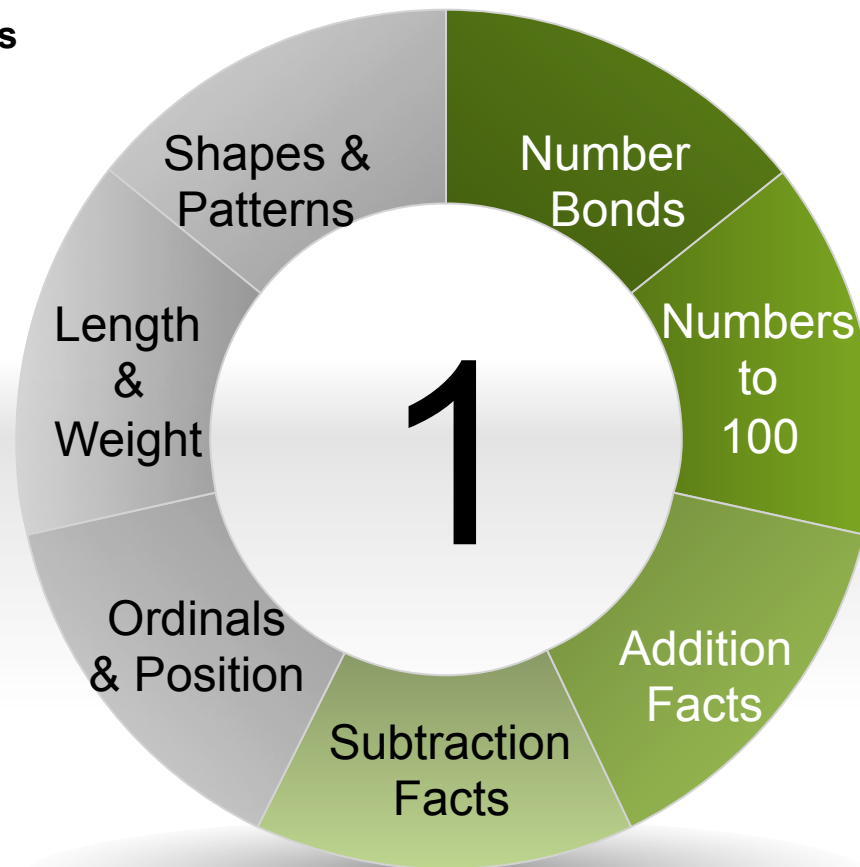 s
Shapes &
Patterns
Number
Bonds
Length
&
Weight
Numbers
to
100
1
Ordinals
& Position
Addition
Facts
Subtraction
Facts